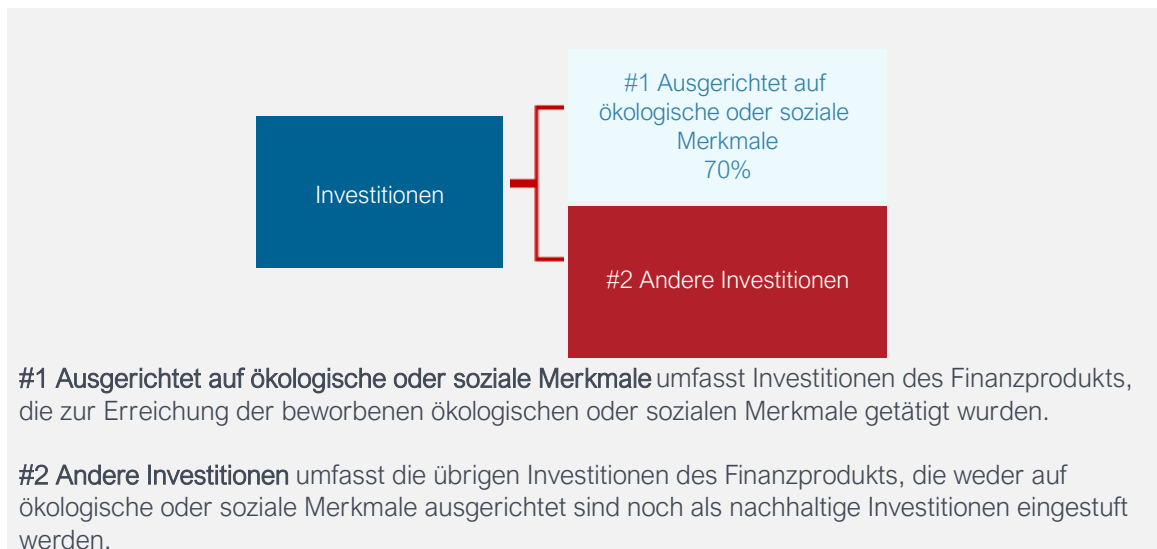 #1 Ausgerichtet auf
ökologische oder soziale
Merkmale
70%
Investitionen
#2 Andere Investitionen
#1 Ausgerichtet auf ökologische oder soziale Merkmale umfasst Investitionen des Finanzprodukts,
die zur Erreichung der beworbenen ökologischen oder sozialen Merkmale getätigt wurden.
#2 Andere Investitionen umfasst die übrigen Investitionen des Finanzprodukts, die weder auf
ökologische oder soziale Merkmale ausgerichtet sind noch als nachhaltige Investitionen eingestuft
werden.